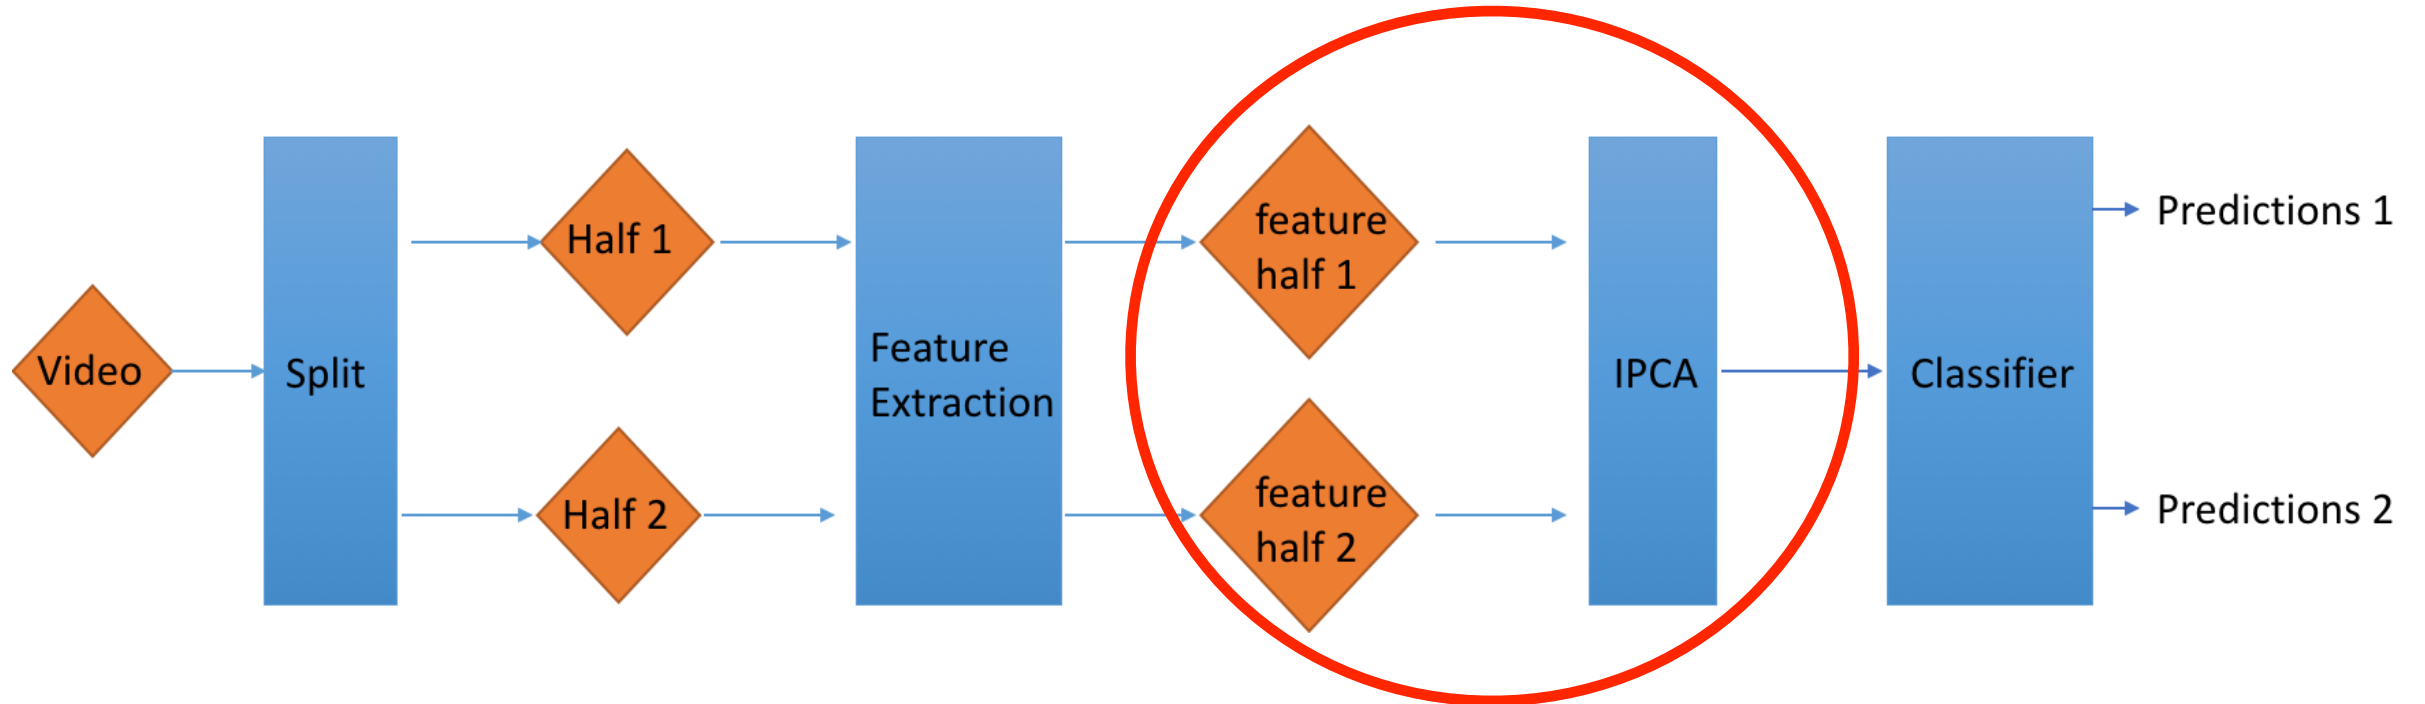 Video
Split
Half 1
Half 2
Feature
Extraction
feature
half 1
feature
half 2
IPCA
Classifier
Predictions 1
Predictions 2